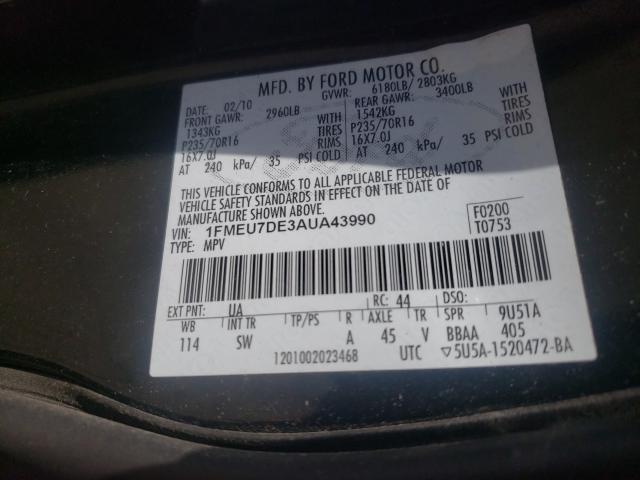 MFD. BY FORD MOTOR CO.
DATE: 02/10 GVWR: 6180LB/ 2803KG
FRONT GAWR: 2960LB REAR GAWR: 3400LB
1343KG WITH 1542KG WITH
P235/70R16 TIRES P235/70R16 TIRES
16X7.0J RIMS 16X7.0J RIMS
AT 240 kPa/ 35 PSI COLD AT 240 kPa/ 35 PSI COLD
THIS VEHICLE CONFORMS TO ALL APPLICABLE FEDERAL MOTOR
VEHICLE SAFETY STANDARDS IN EFFECT ON THE DATE OF
MANUFACTURE SHOWN ABOVE.
VIN: 1FMEU7DE3AUA43990 F0200
TYPE: MPV T0753
EXT PNT: UA RC: 44 DSO:
WB INT TR TP/PS R AXLE TR SPR 9U51A
114 SW A 45 V BBAA 405
1201002023468 UTC ▽5U5A-1520472-BA